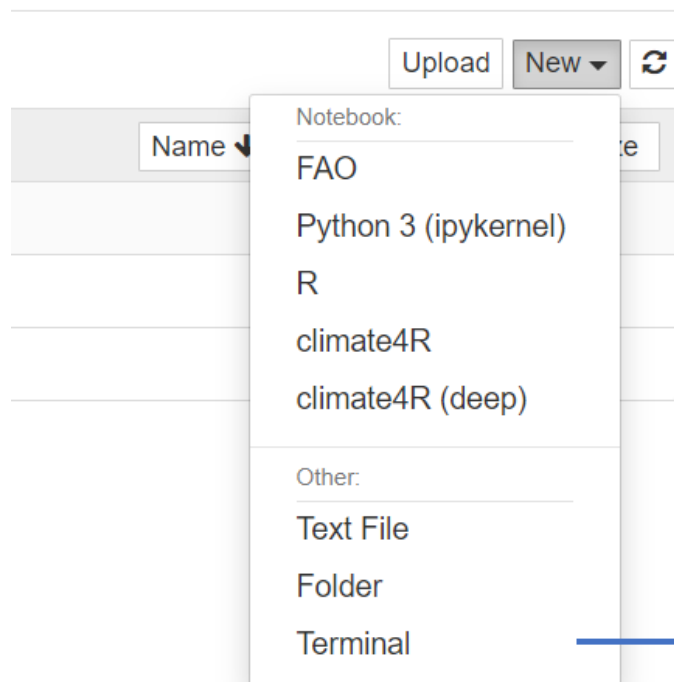 Upload New
Name
Notebook:
FAO
Python 3 (ipykernel)
R
climate4R
climate4R (deep)
Other:
Text File
Folder
Terminal